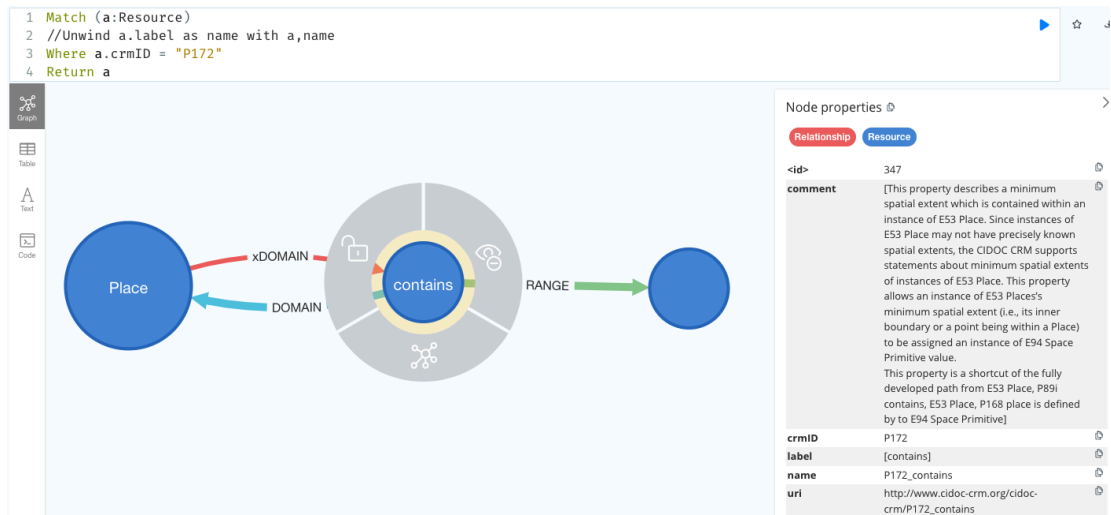 1 Match (a:Resource)
2 //Unwind a.label as name with a,name
3 Where a.crmID = "P172"
4 Return a
Graph
Table
Text
Code
Place
xDOMAIN
DOMAIN
contains
RANGE
Node properties
Relationship Resource
<id> 347
comment [This property describes a minimum
spatial extent which is contained within an
instance of E53 Place. Since instances of
E53 Place may not have precisely known
spatial extents, the CIDOC CRM supports
statements about minimum spatial extents
of instances of E53 Place. This property
allows an instance of E53 Places's
minimum spatial extent (i.e., its inner
boundary or a point being within a Place)
to be assigned an instance of E94 Space
Primitive value.
This property is a shortcut of the fully
developed path from E53 Place, P89i
contains, E53 Place, P168 place is defined
by to E94 Space Primitive]
crmID P172
label [contains]
name P172_contains
uri http://www.cidoc-crm.org/cidoc-
crm/P172_contains